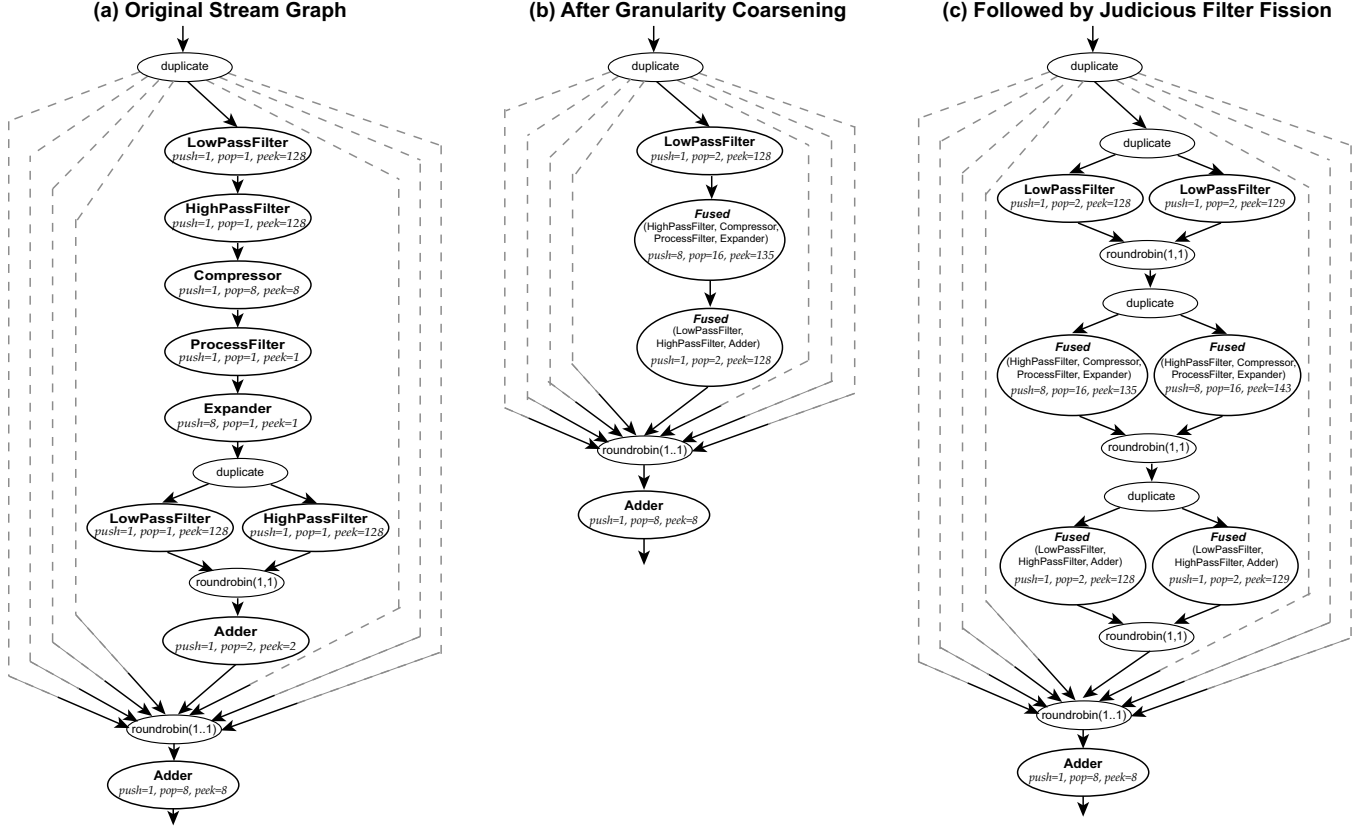 (a) Original Stream Graph
duplicate
LowPassFilter
push=1, pop=1, peek=128
HighPassFilter
push=1, pop=1, peek=128
Compressor
push=1, pop=8, peek=8
ProcessFilter
push=1, pop=1, peek=1
Expander
push=8, pop=1, peek=1
duplicate
LowPassFilter
push=1, pop=1, peek=128
HighPassFilter
push=1, pop=1, peek=128
roundrobin(1,1)
Adder
push=1, pop=2, peek=2
roundrobin(1..1)
Adder
push=1, pop=8, peek=8
(b) After Granularity Coarsening
duplicate
LowPassFilter
push=1, pop=2, peek=128
Fused
(HighPassFilter, Compressor,
ProcessFilter, Expander)
push=8, pop=16, peek=135
Fused
(LowPassFilter,
HighPassFilter, Adder)
push=1, pop=2, peek=128
roundrobin(1..1)
Adder
push=1, pop=8, peek=8
(c) Followed by Judicious Filter Fission
duplicate
duplicate
LowPassFilter
push=1, pop=2, peek=128
LowPassFilter
push=1, pop=2, peek=129
roundrobin(1,1)
duplicate
Fused
(HighPassFilter, Compressor,
ProcessFilter, Expander)
push=8, pop=16, peek=135
Fused
(HighPassFilter, Compressor,
ProcessFilter, Expander)
push=8, pop=16, peek=143
roundrobin(1,1)
duplicate
Fused
(LowPassFilter,
HighPassFilter, Adder)
push=1, pop=2, peek=128
Fused
(LowPassFilter,
HighPassFilter, Adder)
push=1, pop=2, peek=129
roundrobin(1,1)
roundrobin(1..1)
Adder
push=1, pop=8, peek=8